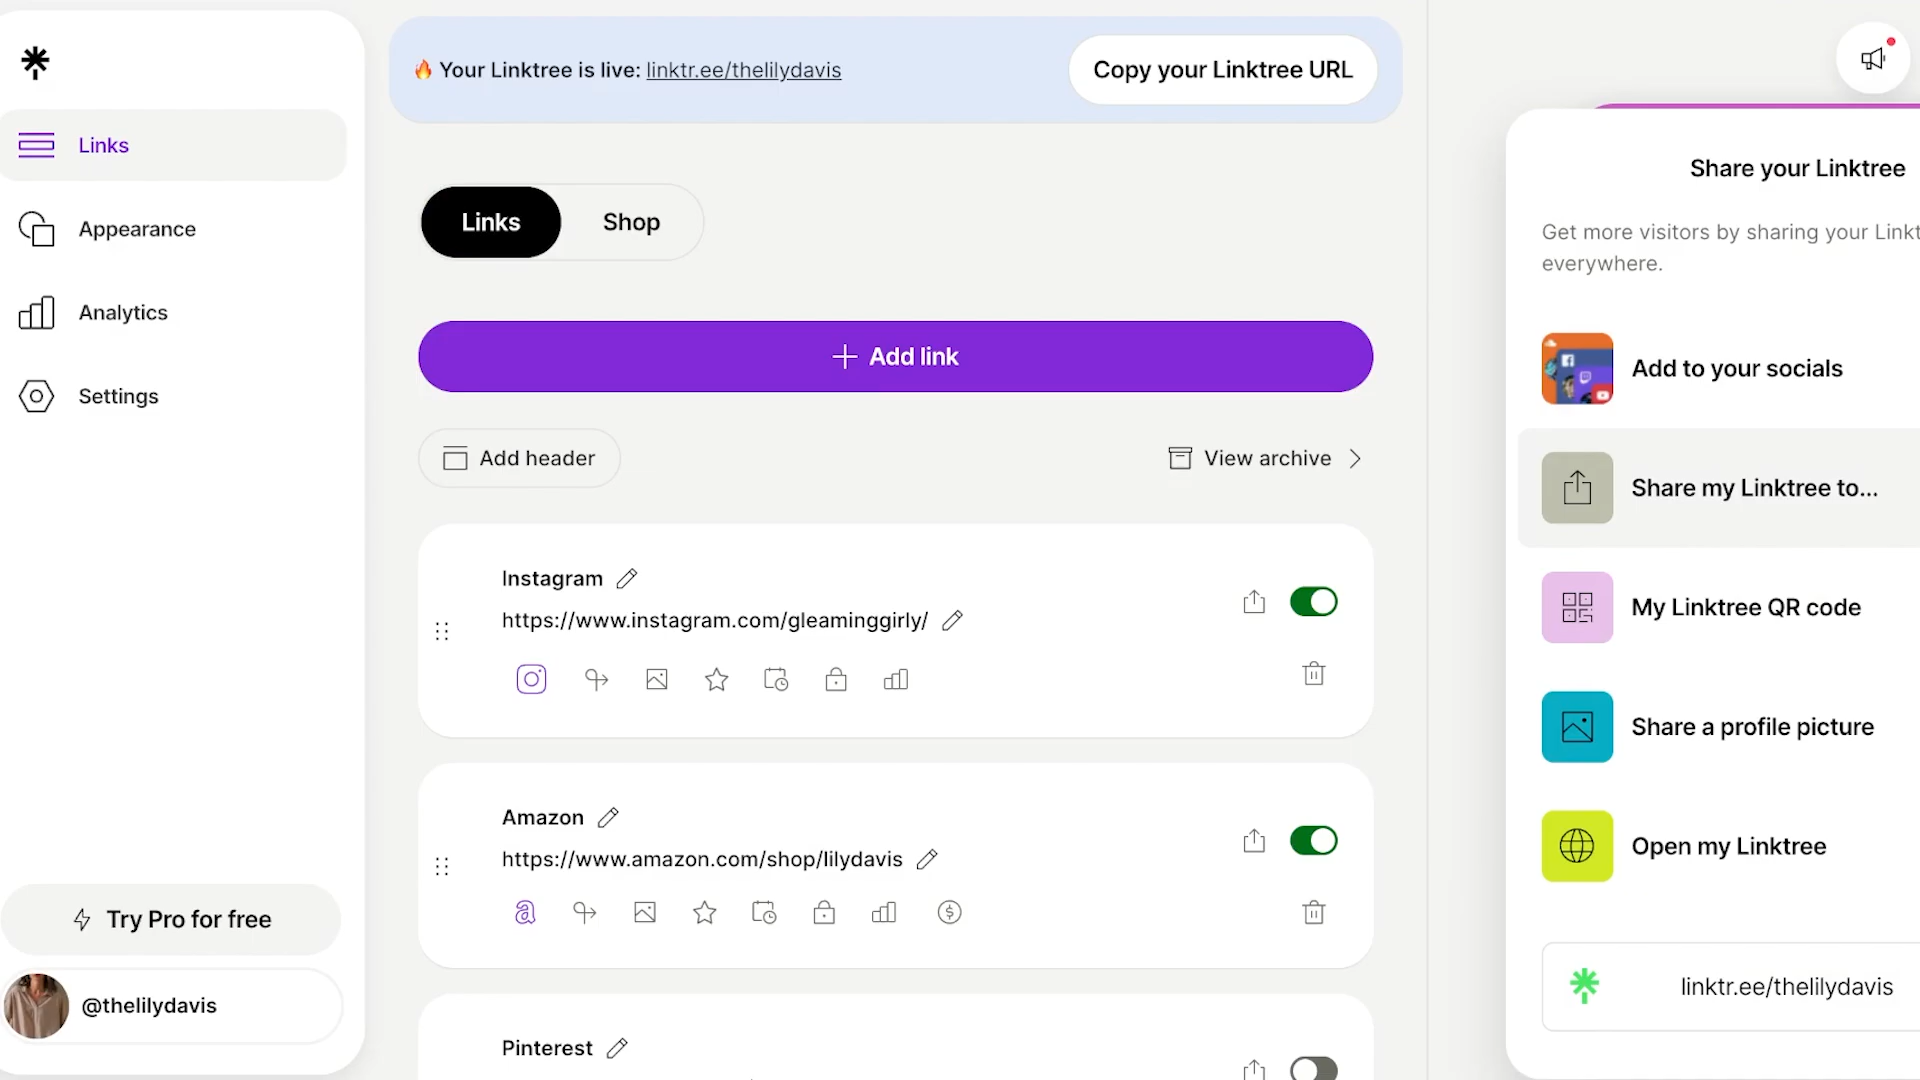 Links
Appearance
Analytics
Settings
Try Pro for free
@thelilydavis
Your Linktree is live: linktr.ee/thelilydavis
Copy your Linktree URL
Links
Shop
Add link
Add header
View archive
Instagram
https://www.instagram.com/gleaminggirly/
Amazon
https://www.amazon.com/shop/lilydavis
Pinterest
Share your Linktree
Get more visitors by sharing your Linkt
everywhere.
Add to your socials
Share my Linktree to...
My Linktree QR code
Share a profile picture
Open my Linktree
linktr.ee/thelilydavis